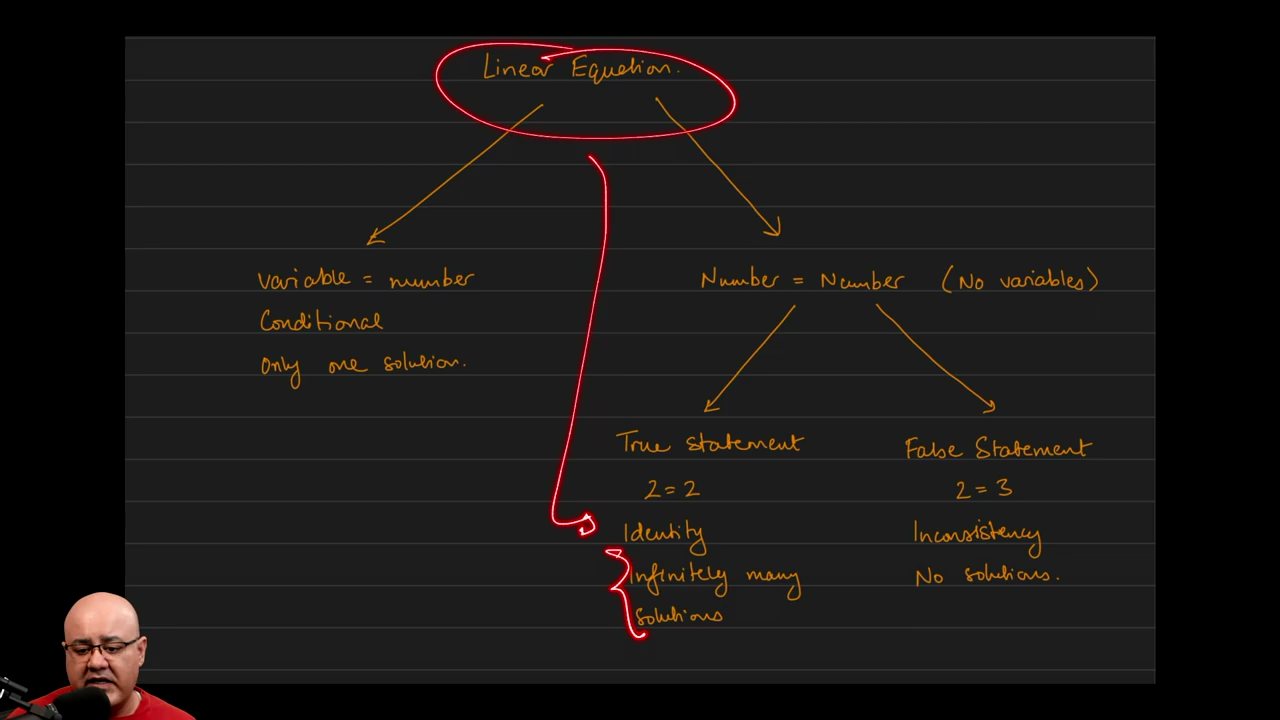 Linear Equation.
variable = number
Conditional
Only one solution.
Number = Number (No variables)
True statement
2 = 2
Identity
Infinitely many
solutions
False Statement
2 = 3
Inconsistency
No solutions.